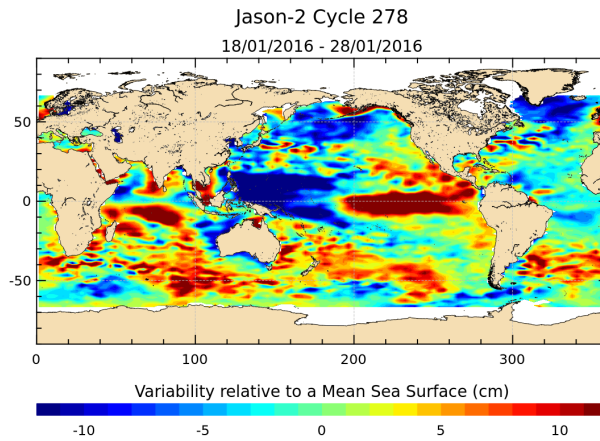 Jason-2 Cycle 278
18/01/2016 - 28/01/2016
50
0
-50
0 100 200 300
Variability relative to a Mean Sea Surface (cm)
-10 -5 0 5 10